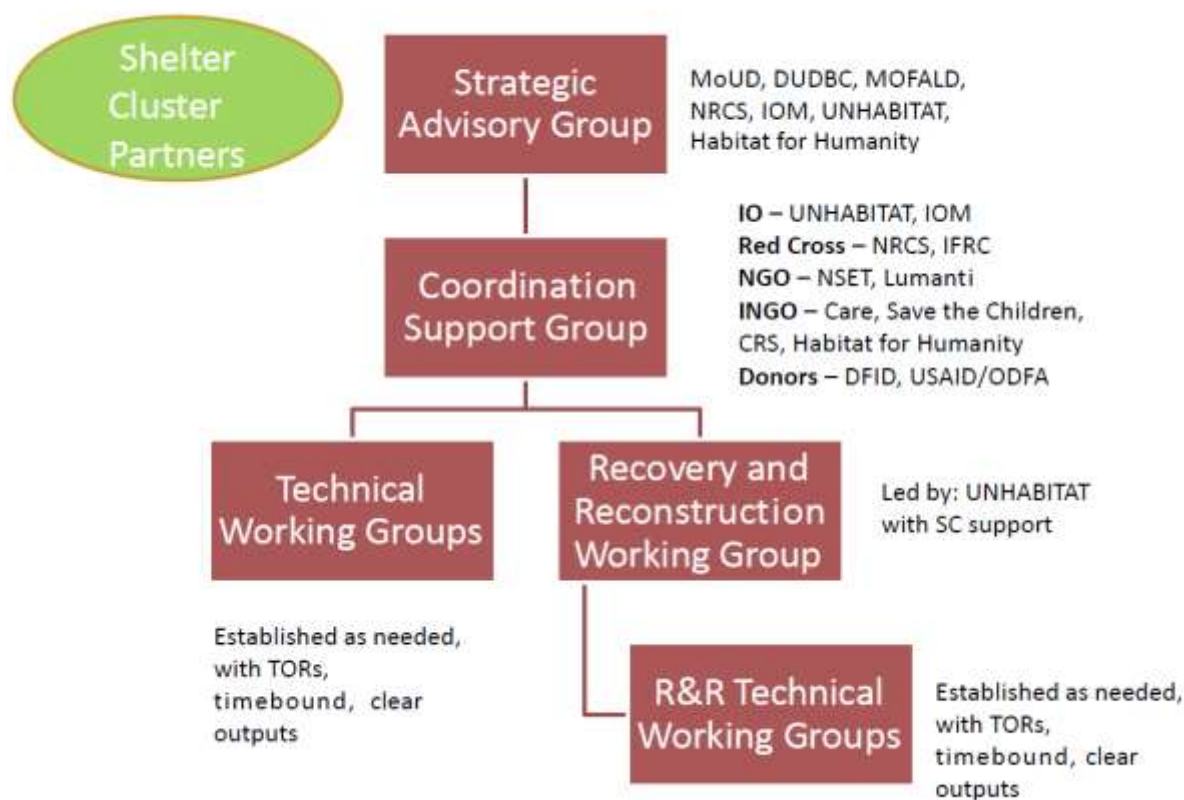 Shelter
Cluster
Partners
Strategic
Advisory Group
MoUD, DUDBC, MOFALD,
NRCS, IOM, UNHABITAT,
Habitat for Humanity
Coordination
Support Group
IO – UNHABITAT, IOM
Red Cross – NRCS, IFRC
NGO – NSET, Lumanti
INGO – Care, Save the Children,
CRS, Habitat for Humanity
Donors – DFID, USAID/ODFA
Technical
Working Groups
Established as needed,
with TORs,
timebound, clear
outputs
Recovery and
Reconstruction
Working Group
Led by: UNHABITAT
with SC support
R&R Technical
Working Groups
Established as needed,
with TORs,
timebound, clear
outputs